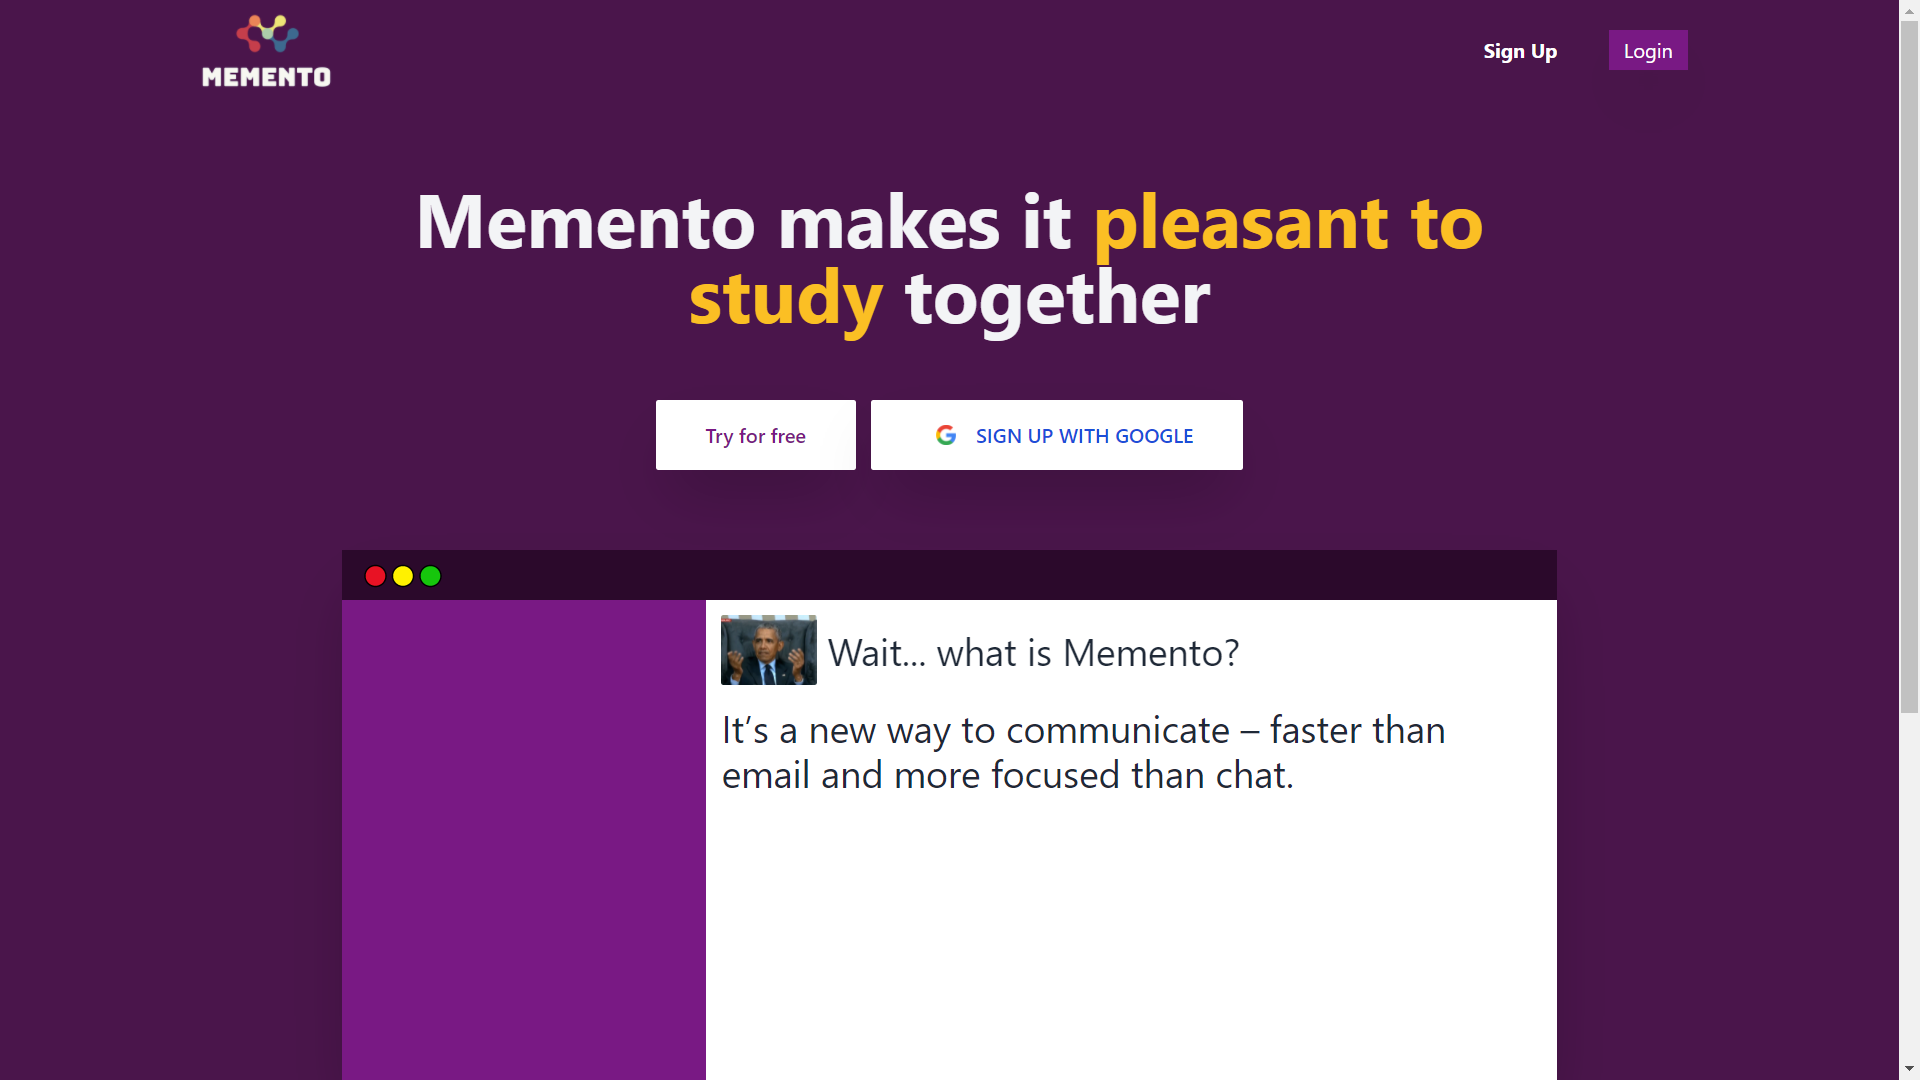 MEMENTO
Sign Up
Login
Memento makes it pleasant to
study together
Try for free
SIGN UP WITH GOOGLE
Wait... what is Memento?
It’s a new way to communicate – faster than
email and more focused than chat.